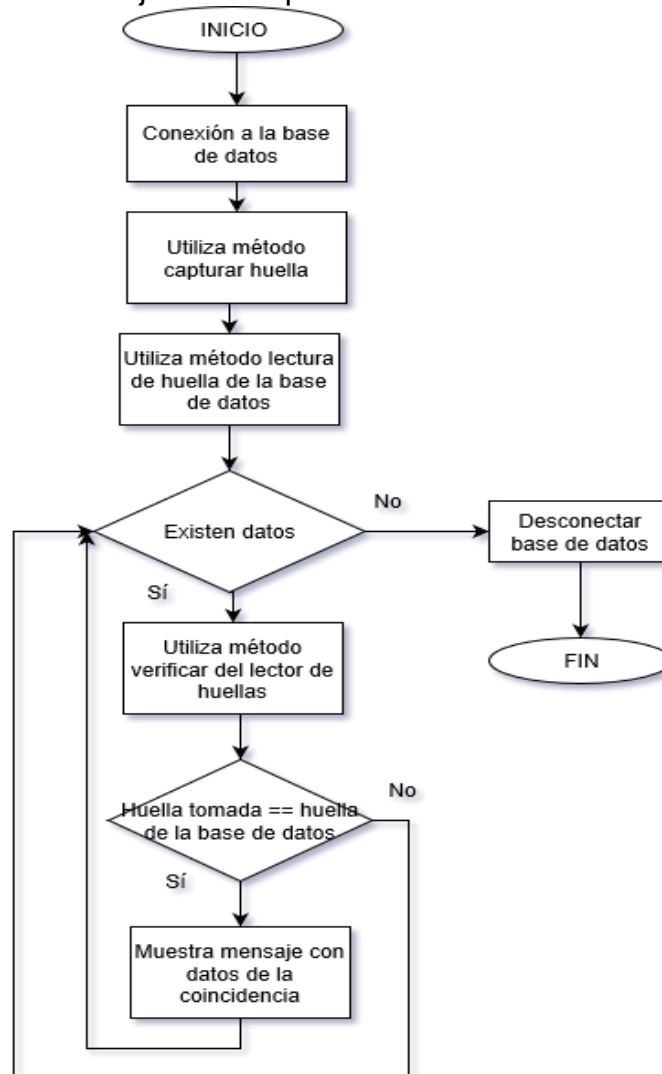 INICIO
Conexión a la base
de datos
Utiliza método
capturar huella
Utiliza método lectura
de huella de la base
de datos
Existen datos
No
Desconectar
base de datos
FIN
Sí
Utiliza método
verificar del lector de
huellas
Huella tomada == huella
de la base de datos
No
Sí
Muestra mensaje con
datos de la
coincidencia